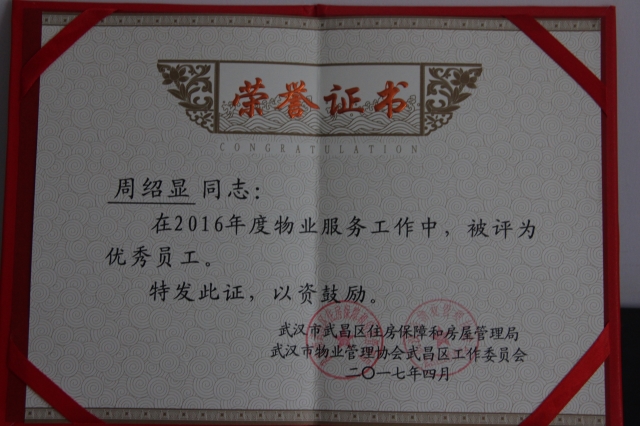 荣誉证书
CONGRATULATION
周绍显同志：
在2016年度物业服务工作中，被评为
优秀员工。
特发此证，以资鼓励。
武汉市武昌区住房保障和房屋管理局
武汉市物业管理协会武昌区工作委员会
二〇一七年四月